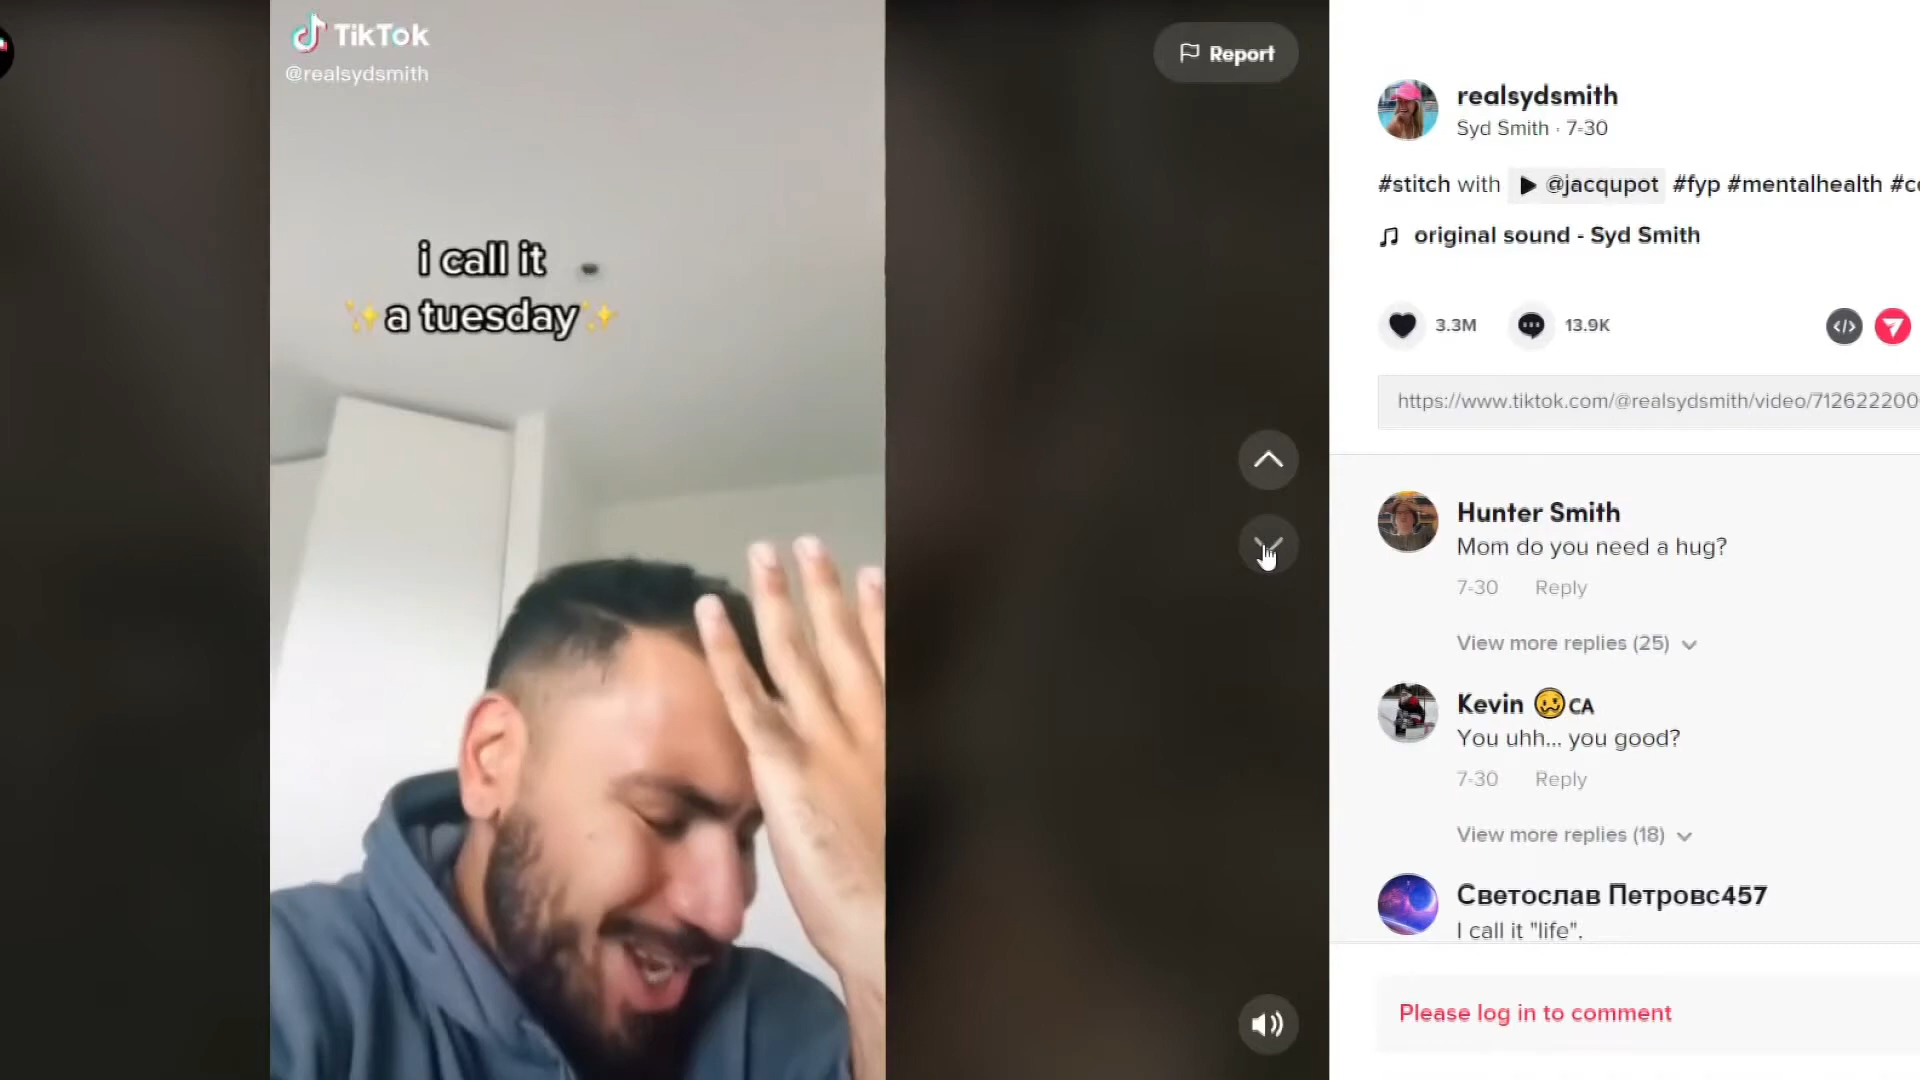 TikTok
@realsydsmith
i call it
✨a tuesday✨
Report
realsydsmith
Syd Smith · 7-30
#stitch with ▶ @jacqupot #fyp #mentalhealth
original sound - Syd Smith
3.3M
13.9K
https://www.tiktok.com/@realsydsmith/video/712622200
Hunter Smith
Mom do you need a hug?
7-30 Reply
View more replies (25)
Kevin 🥴CA
You uhh... you good?
7-30 Reply
View more replies (18)
Светослав Петровс457
I call it "life".
Please log in to comment